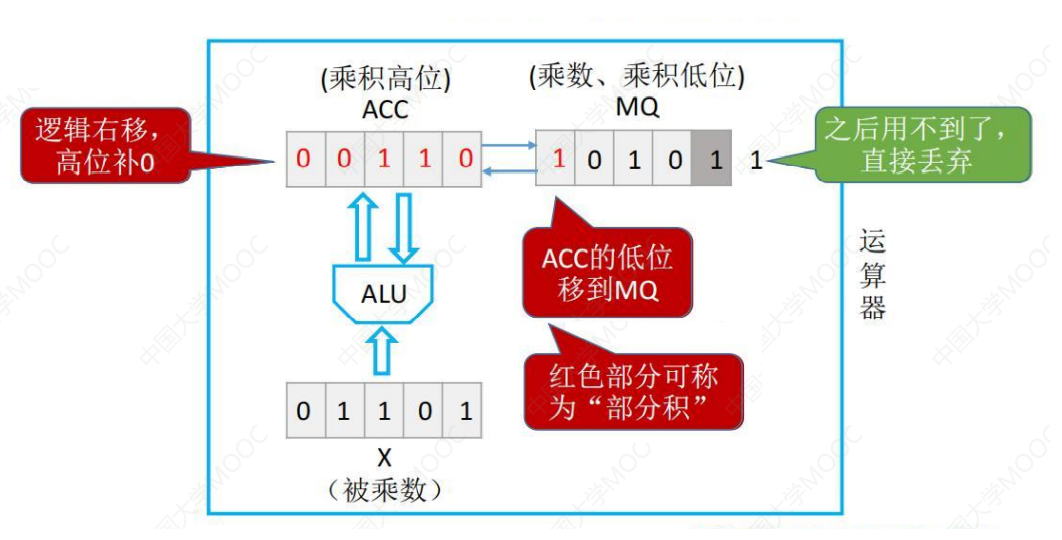 (乘积高位)
ACC
(乘数、乘积低位)
MQ
逻辑右移，
高位补0
0 0 1 1 0
1 0 1 0 1 1
之后用不到了，
直接丢弃
ACC的低位
移到MQ
运算器
ALU
红色部分可称
为“部分积”
0 1 1 0 1
X
（被乘数）
中国大学MOOC